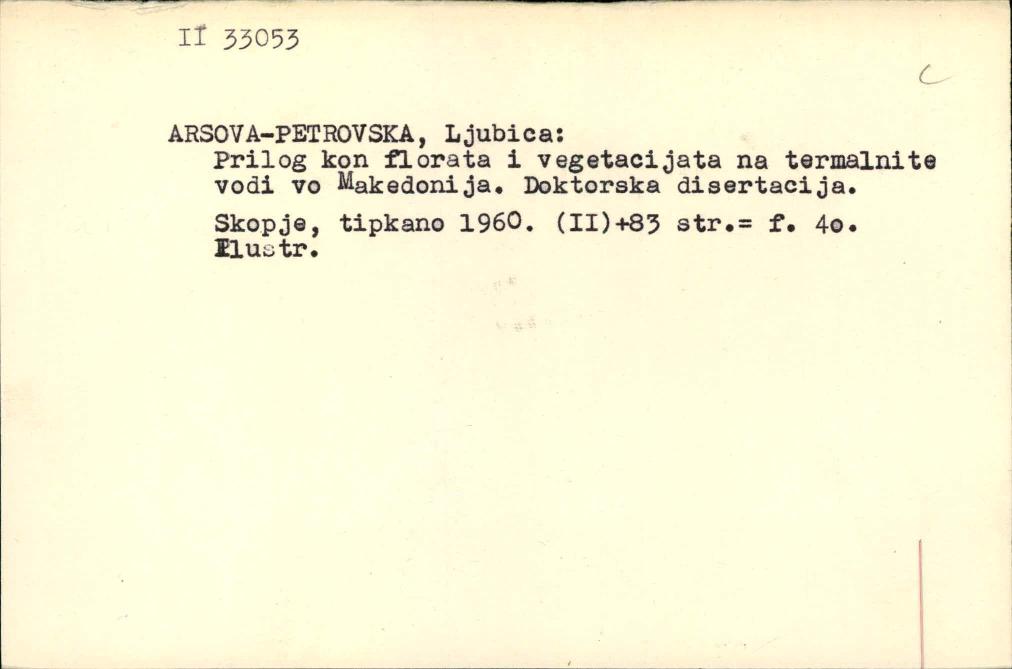 II 33053
C
ARSOVA-PETROVSKA, Ljubica:
Prilog kon florata i vegetacijata na termalnite
vodi vo Makedonija. Doktorska disertacija.
Skopje, tipkano 1960. (II)+83 str.= f. 4o.
Ilustr.